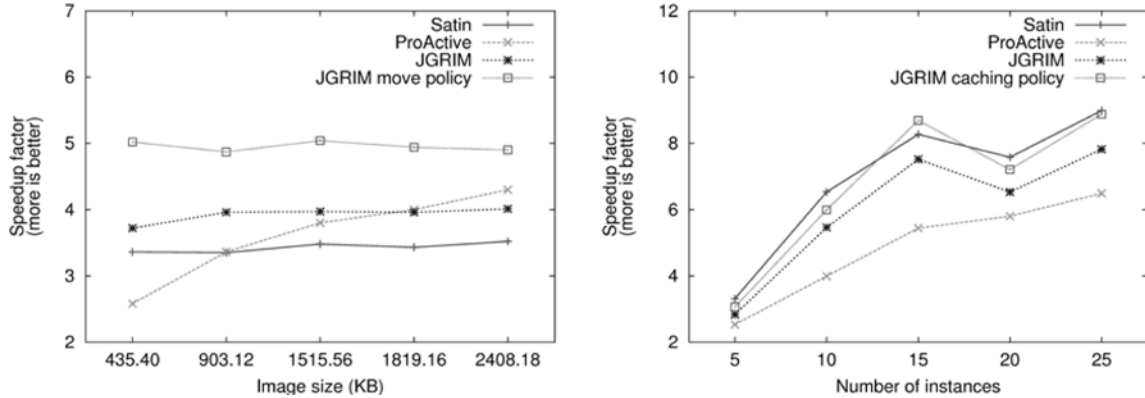 7
6
5
4
3
2
Speedup factor
(more is better)
Satin
ProActive
JGRIM
JGRIM move policy
435.40 903.12 1515.56 1819.16 2408.18
Image size (KB)
12
10
8
6
4
2
Speedup factor
(more is better)
Satin
ProActive
JGRIM
JGRIM caching policy
5 10 15 20 25
Number of instances